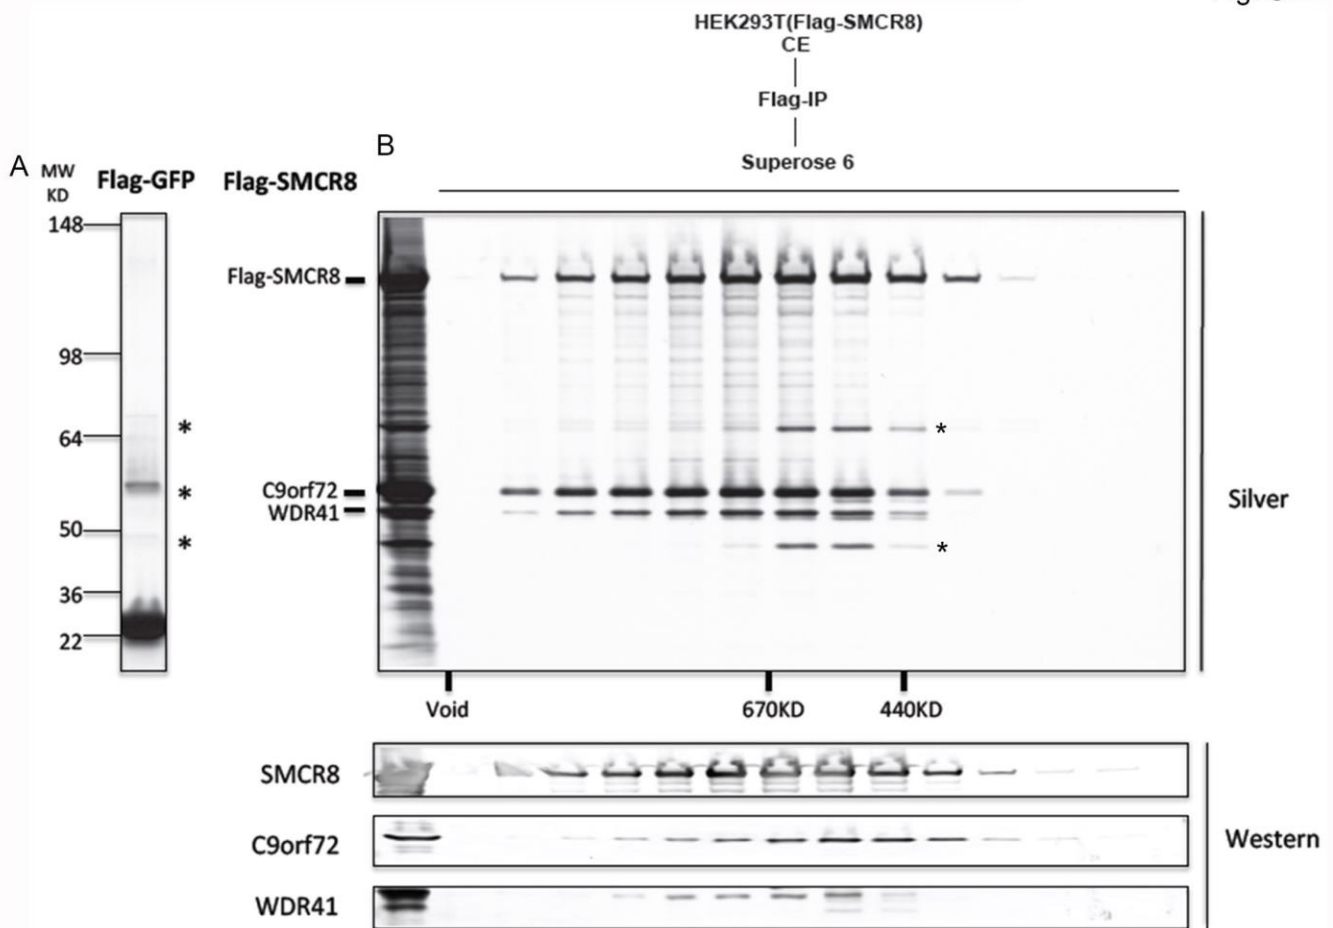 HEK293T(Flag-SMCR8)
CE
Flag-IP
Superose 6
A
B
MW
KD
Flag-GFP
Flag-SMCR8
148
98
64
50
36
22
*
*
*
Flag-SMCR8
C9orf72
WDR41
*
*
Silver
Void
670KD
440KD
SMCR8
C9orf72
WDR41
Western